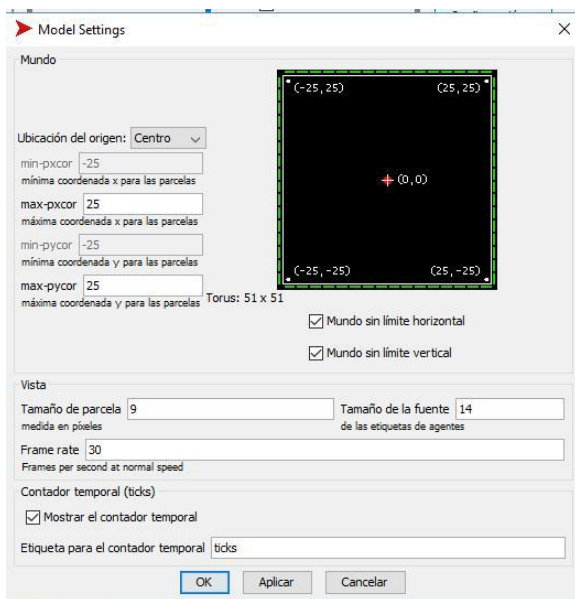 Model Settings
Mundo
(-25,25) (25,25)
Ubicación del origen: Centro
min-pxcor -25
mínima coordenada x para las parcelas
(0,0)
max-pxcor 25
máxima coordenada x para las parcelas
min-pycor -25
mínima coordenada y para las parcelas
(-25,-25) (25,-25)
max-pycor 25
máxima coordenada y para las parcelas
Torus: 51 x 51
Mundo sin límite horizontal
Mundo sin límite vertical
Vista
Tamaño de parcela 9 Tamaño de la fuente 14
medida en píxeles de las etiquetas de agentes
Frame rate 30
Frames per second at normal speed
Contador temporal (ticks)
Mostrar el contador temporal
Etiqueta para el contador temporal ticks
OK Aplicar Cancelar